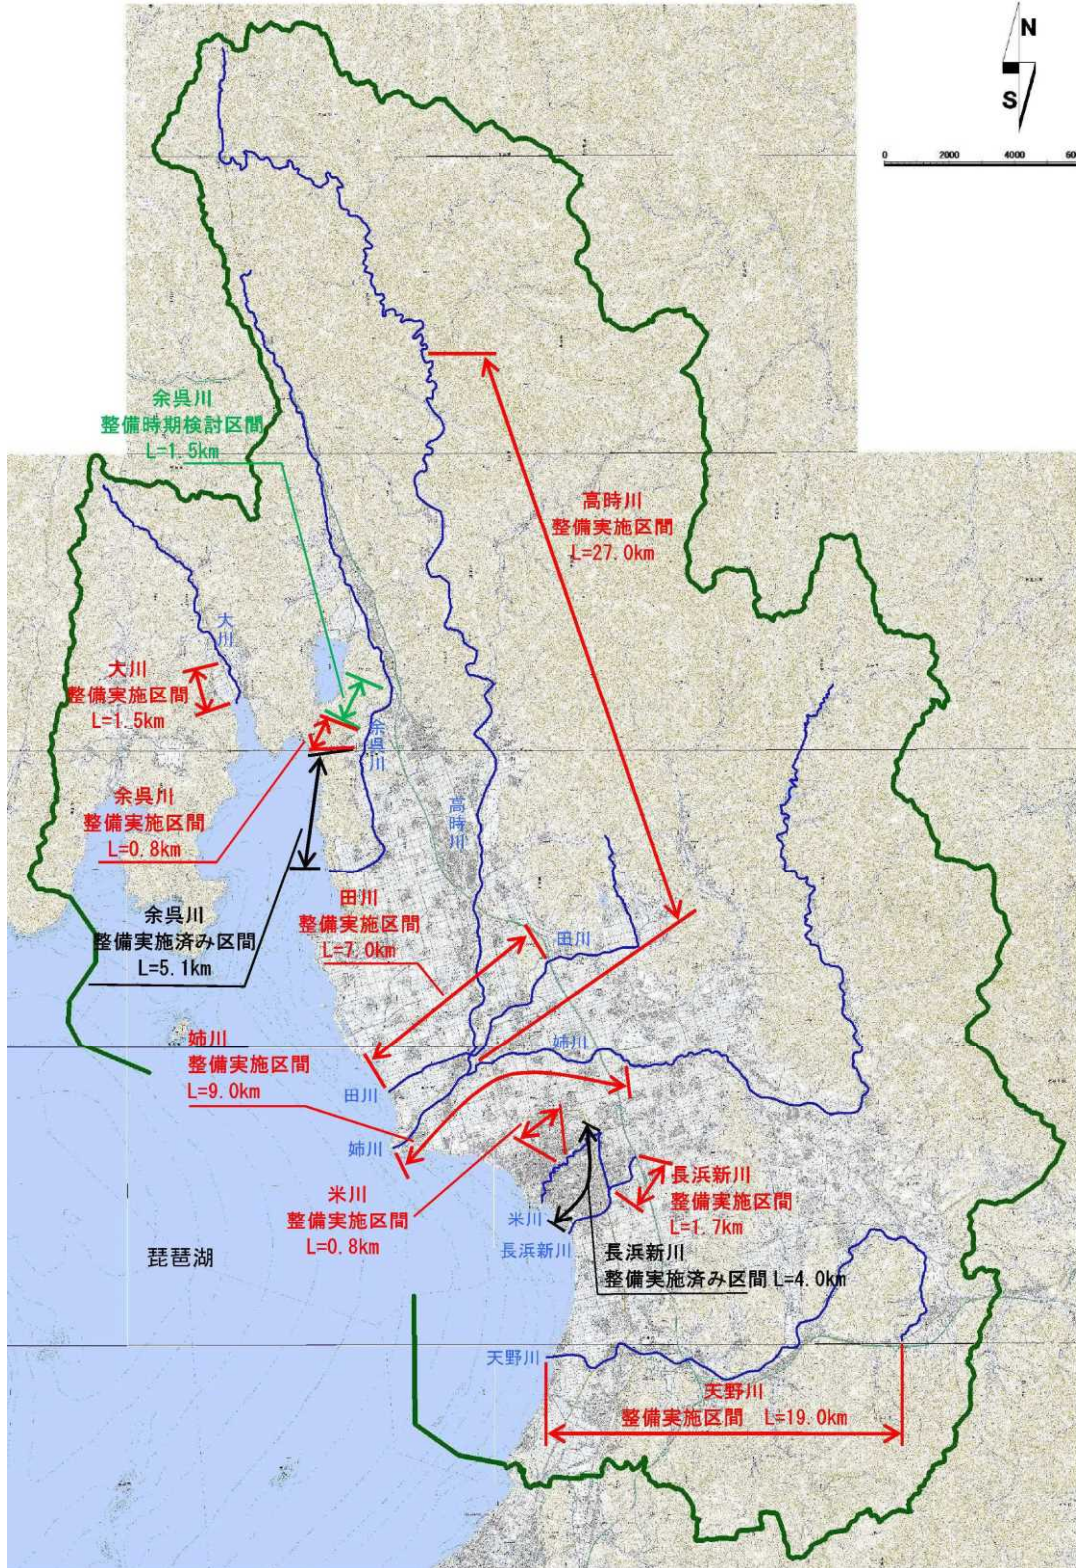 N
S
0 2000 4000
余呉川
整備時期検討区間
L=1.5km
高時川
整備実施区間
L=27.0km
大川
大川
整備実施区間
L=1.5km
余呉川
余呉川
整備実施区間
L=0.8km
高時川
余呉川
整備実施済み区間
L=5.1km
田川
整備実施区間
L=7.0km
田川
姉川
整備実施区間
L=9.0km
姉川
田川
姉川
米川
整備実施区間
L=0.8km
長浜新川
整備実施区間
L=1.7km
米川
長浜新川
琵琶湖
長浜新川
整備実施済み区間 L=4.0km
天野川
天野川
整備実施区間 L=19.0km